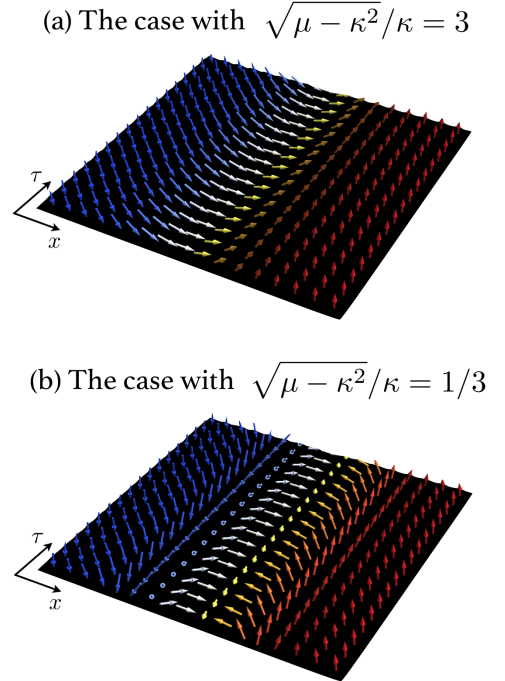 (a) The case with √(μ − κ²)/κ = 3
τ
x
(b) The case with √(μ − κ²)/κ = 1/3
τ
x